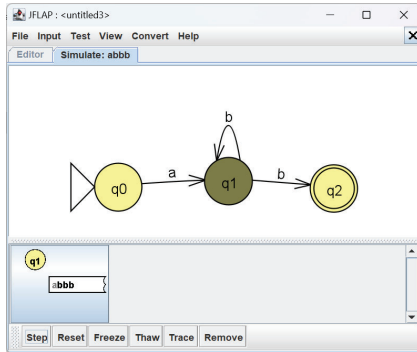 JFLAP : <untitled3>
File Input Test View Convert Help
Editor Simulate: abbb
b
a
b
q0
q1
q2
q1
abbb
Step Reset Freeze Thaw Trace Remove